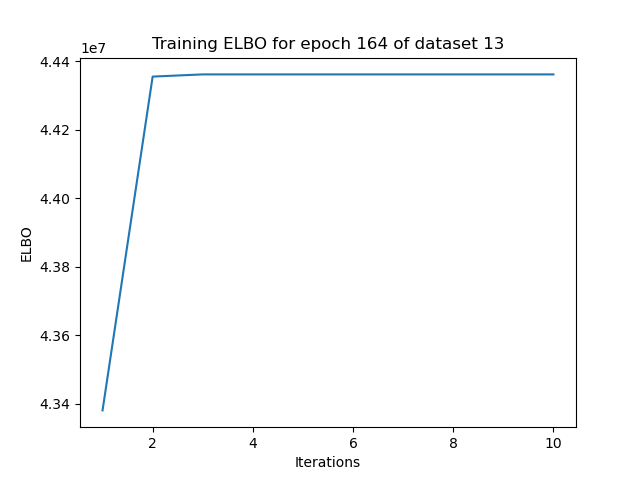 Training ELBO for epoch 164 of dataset 13
1e7
4.44
4.42
4.40
4.38
4.36
4.34
ELBO
2 4 6 8 10
Iterations